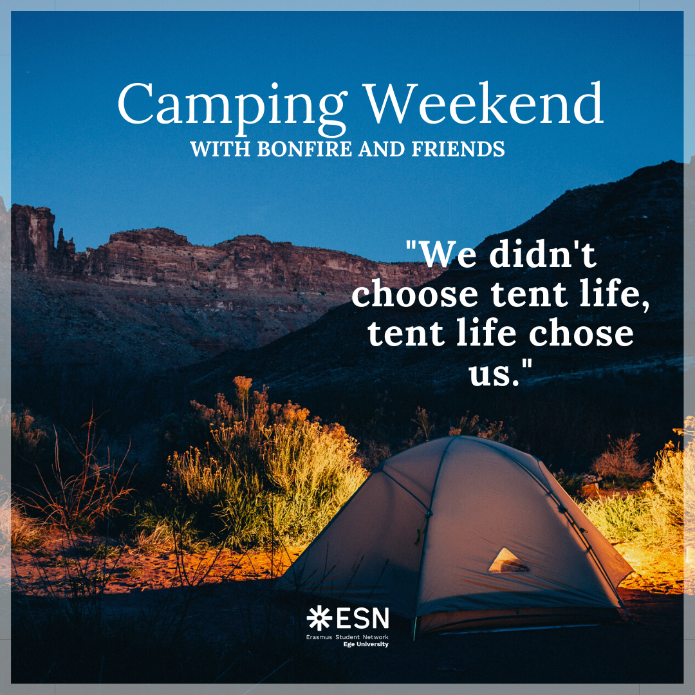 Camping Weekend
WITH BONFIRE AND FRIENDS
"We didn't
choose tent life,
tent life chose
us."
ESN
Erasmus Student Network
Ege University